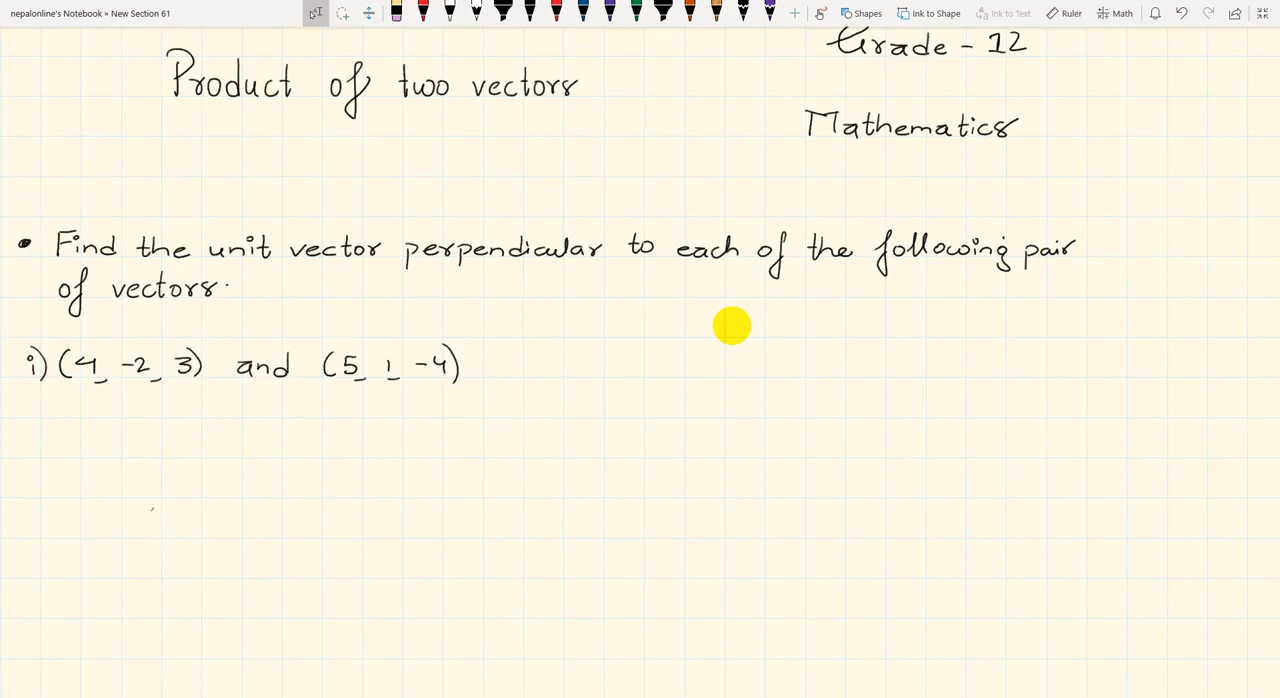 nepalonline's Notebook » New Section 61
Shapes Ink to Shape Ink to Text Ruler Math
Grade - 12
Product of two vectors
Mathematics
• Find the unit vector perpendicular to each of the following pair
of vectors.
i) (4, -2, 3) and (5, 1, -4)